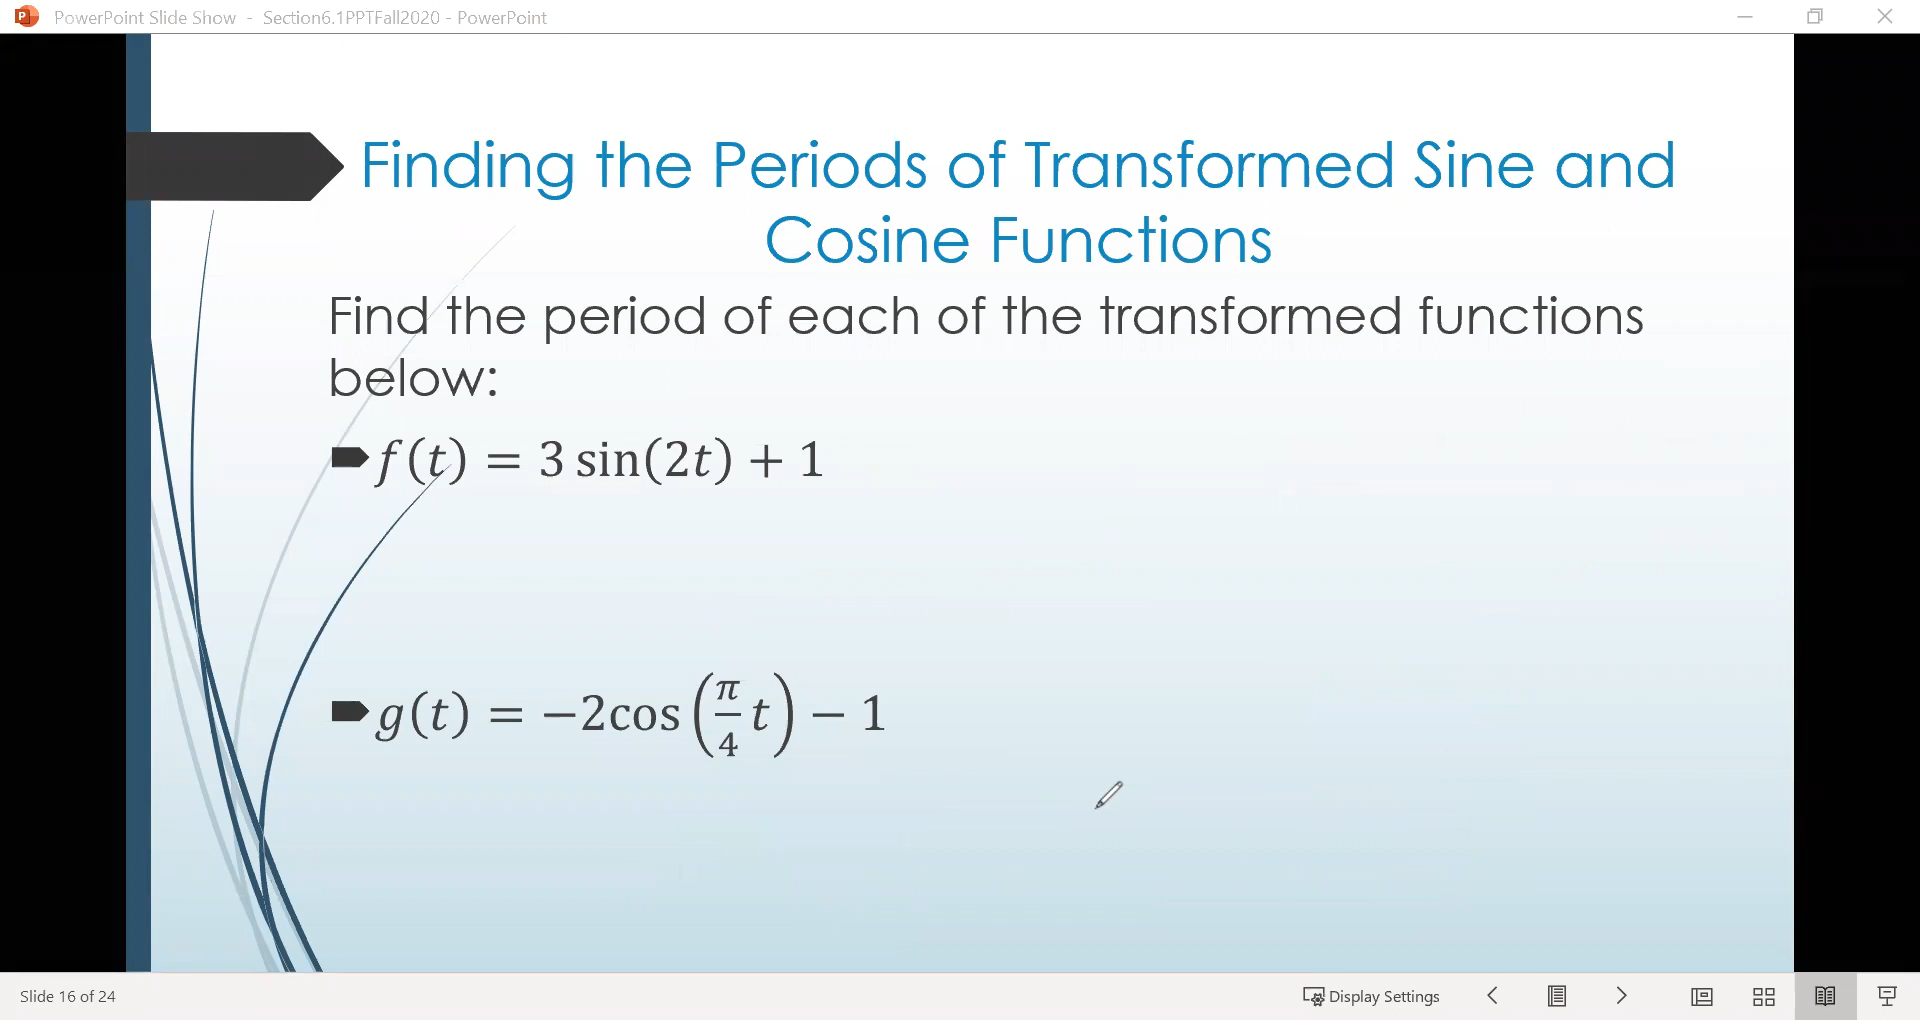 PowerPoint Slide Show - Section6.1PPTFall2020 - PowerPoint
Finding the Periods of Transformed Sine and
Cosine Functions
Find the period of each of the transformed functions
below:
f(t) = 3 sin(2t) + 1
g(t) = −2cos(π/4 t) − 1
Slide 16 of 24
Display Settings